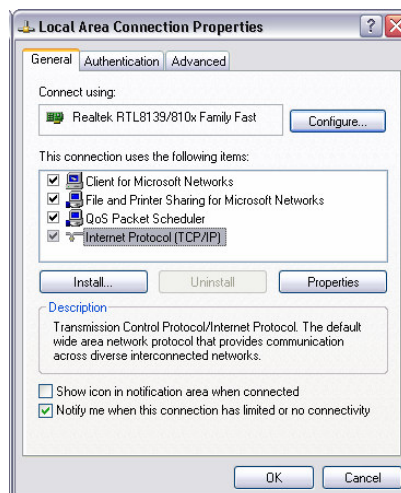 Local Area Connection Properties
General Authentication Advanced
Connect using:
Realtek RTL8139/810x Family Fast Configure...
This connection uses the following items:
Client for Microsoft Networks
File and Printer Sharing for Microsoft Networks
QoS Packet Scheduler
Internet Protocol (TCP/IP)
Install... Uninstall Properties
Description
Transmission Control Protocol/Internet Protocol. The default
wide area network protocol that provides communication
across diverse interconnected networks.
Show icon in notification area when connected
Notify me when this connection has limited or no connectivity
OK Cancel